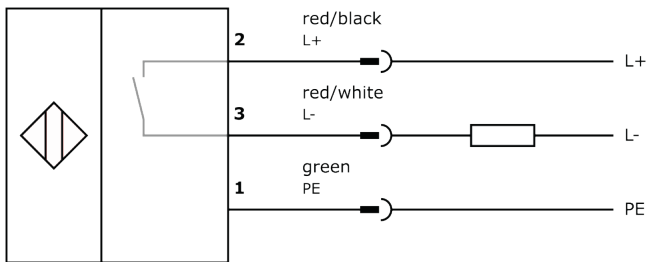 red/black
2 L+
L+
red/white
3 L-
L-
green
1 PE
PE